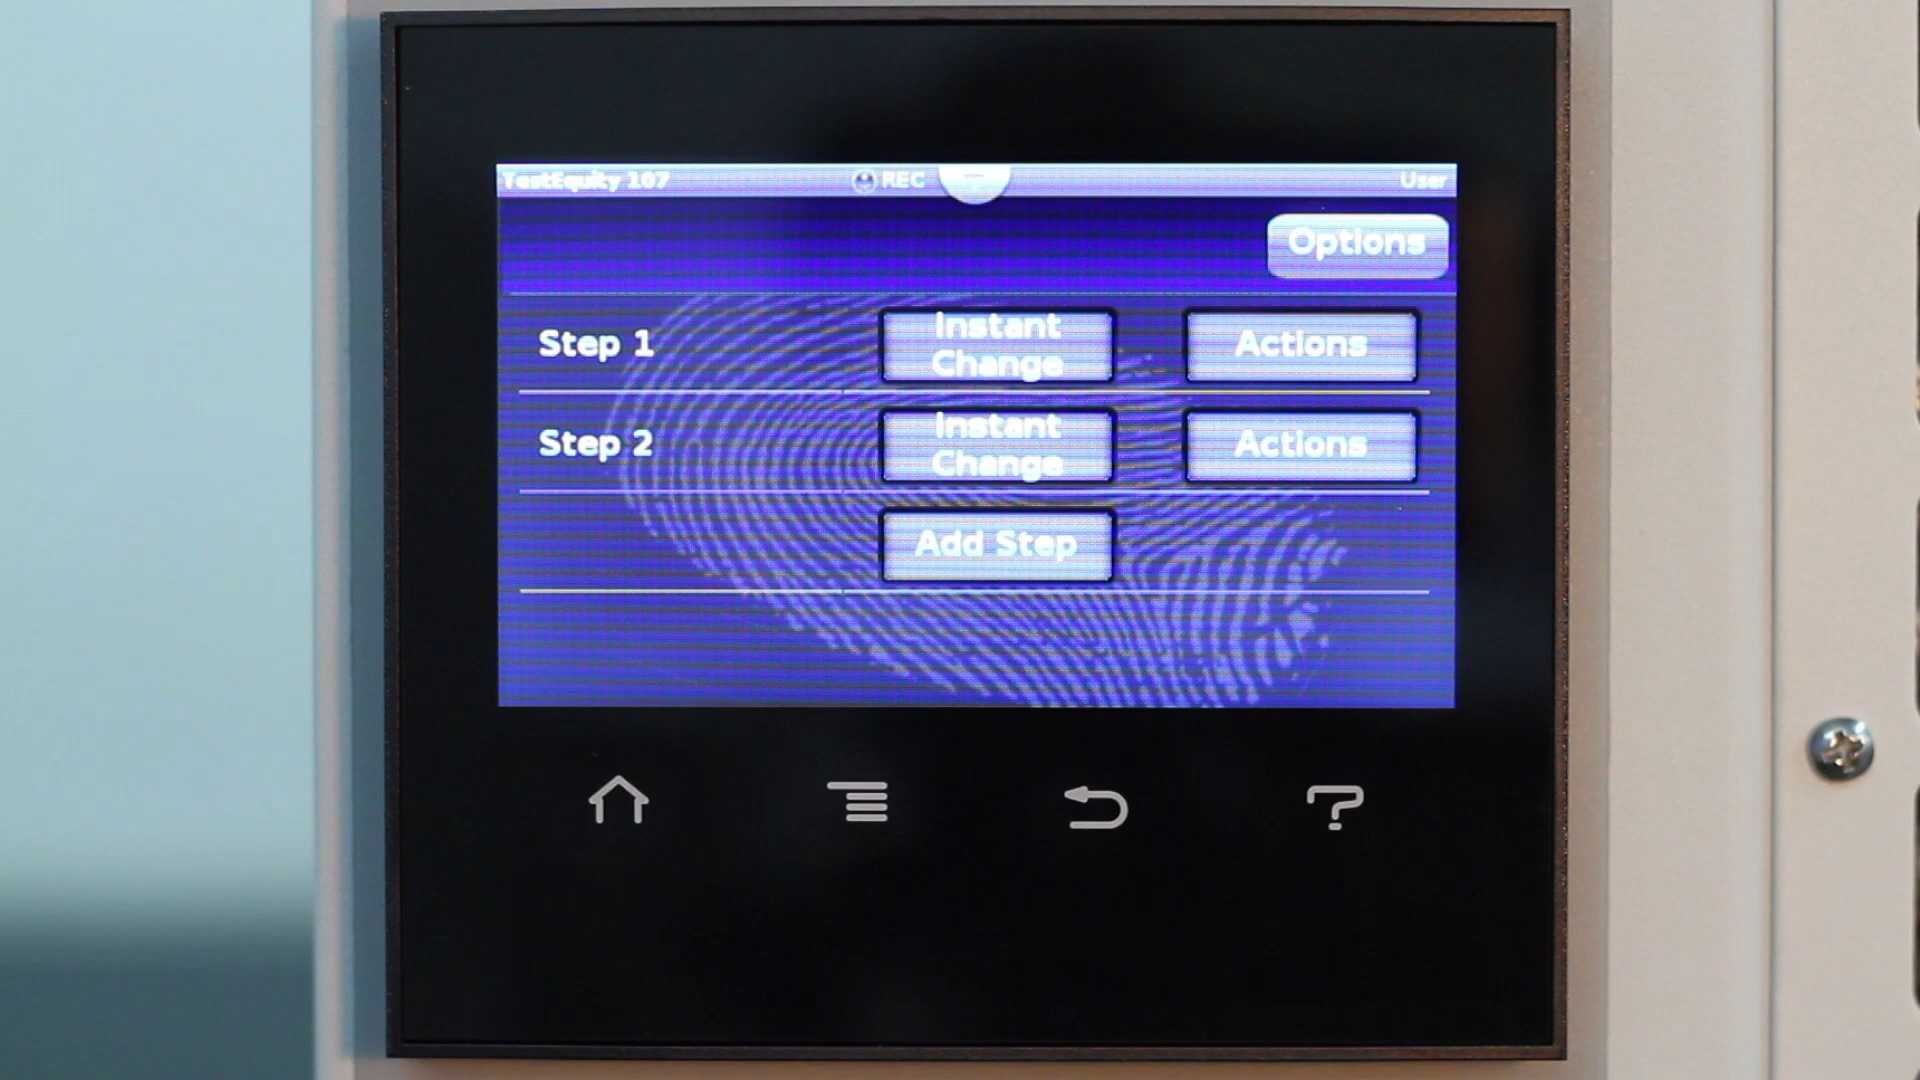 TestEquity 107 REC User
Options
Step 1 Instant Change Actions
Step 2 Instant Change Actions
Add Step